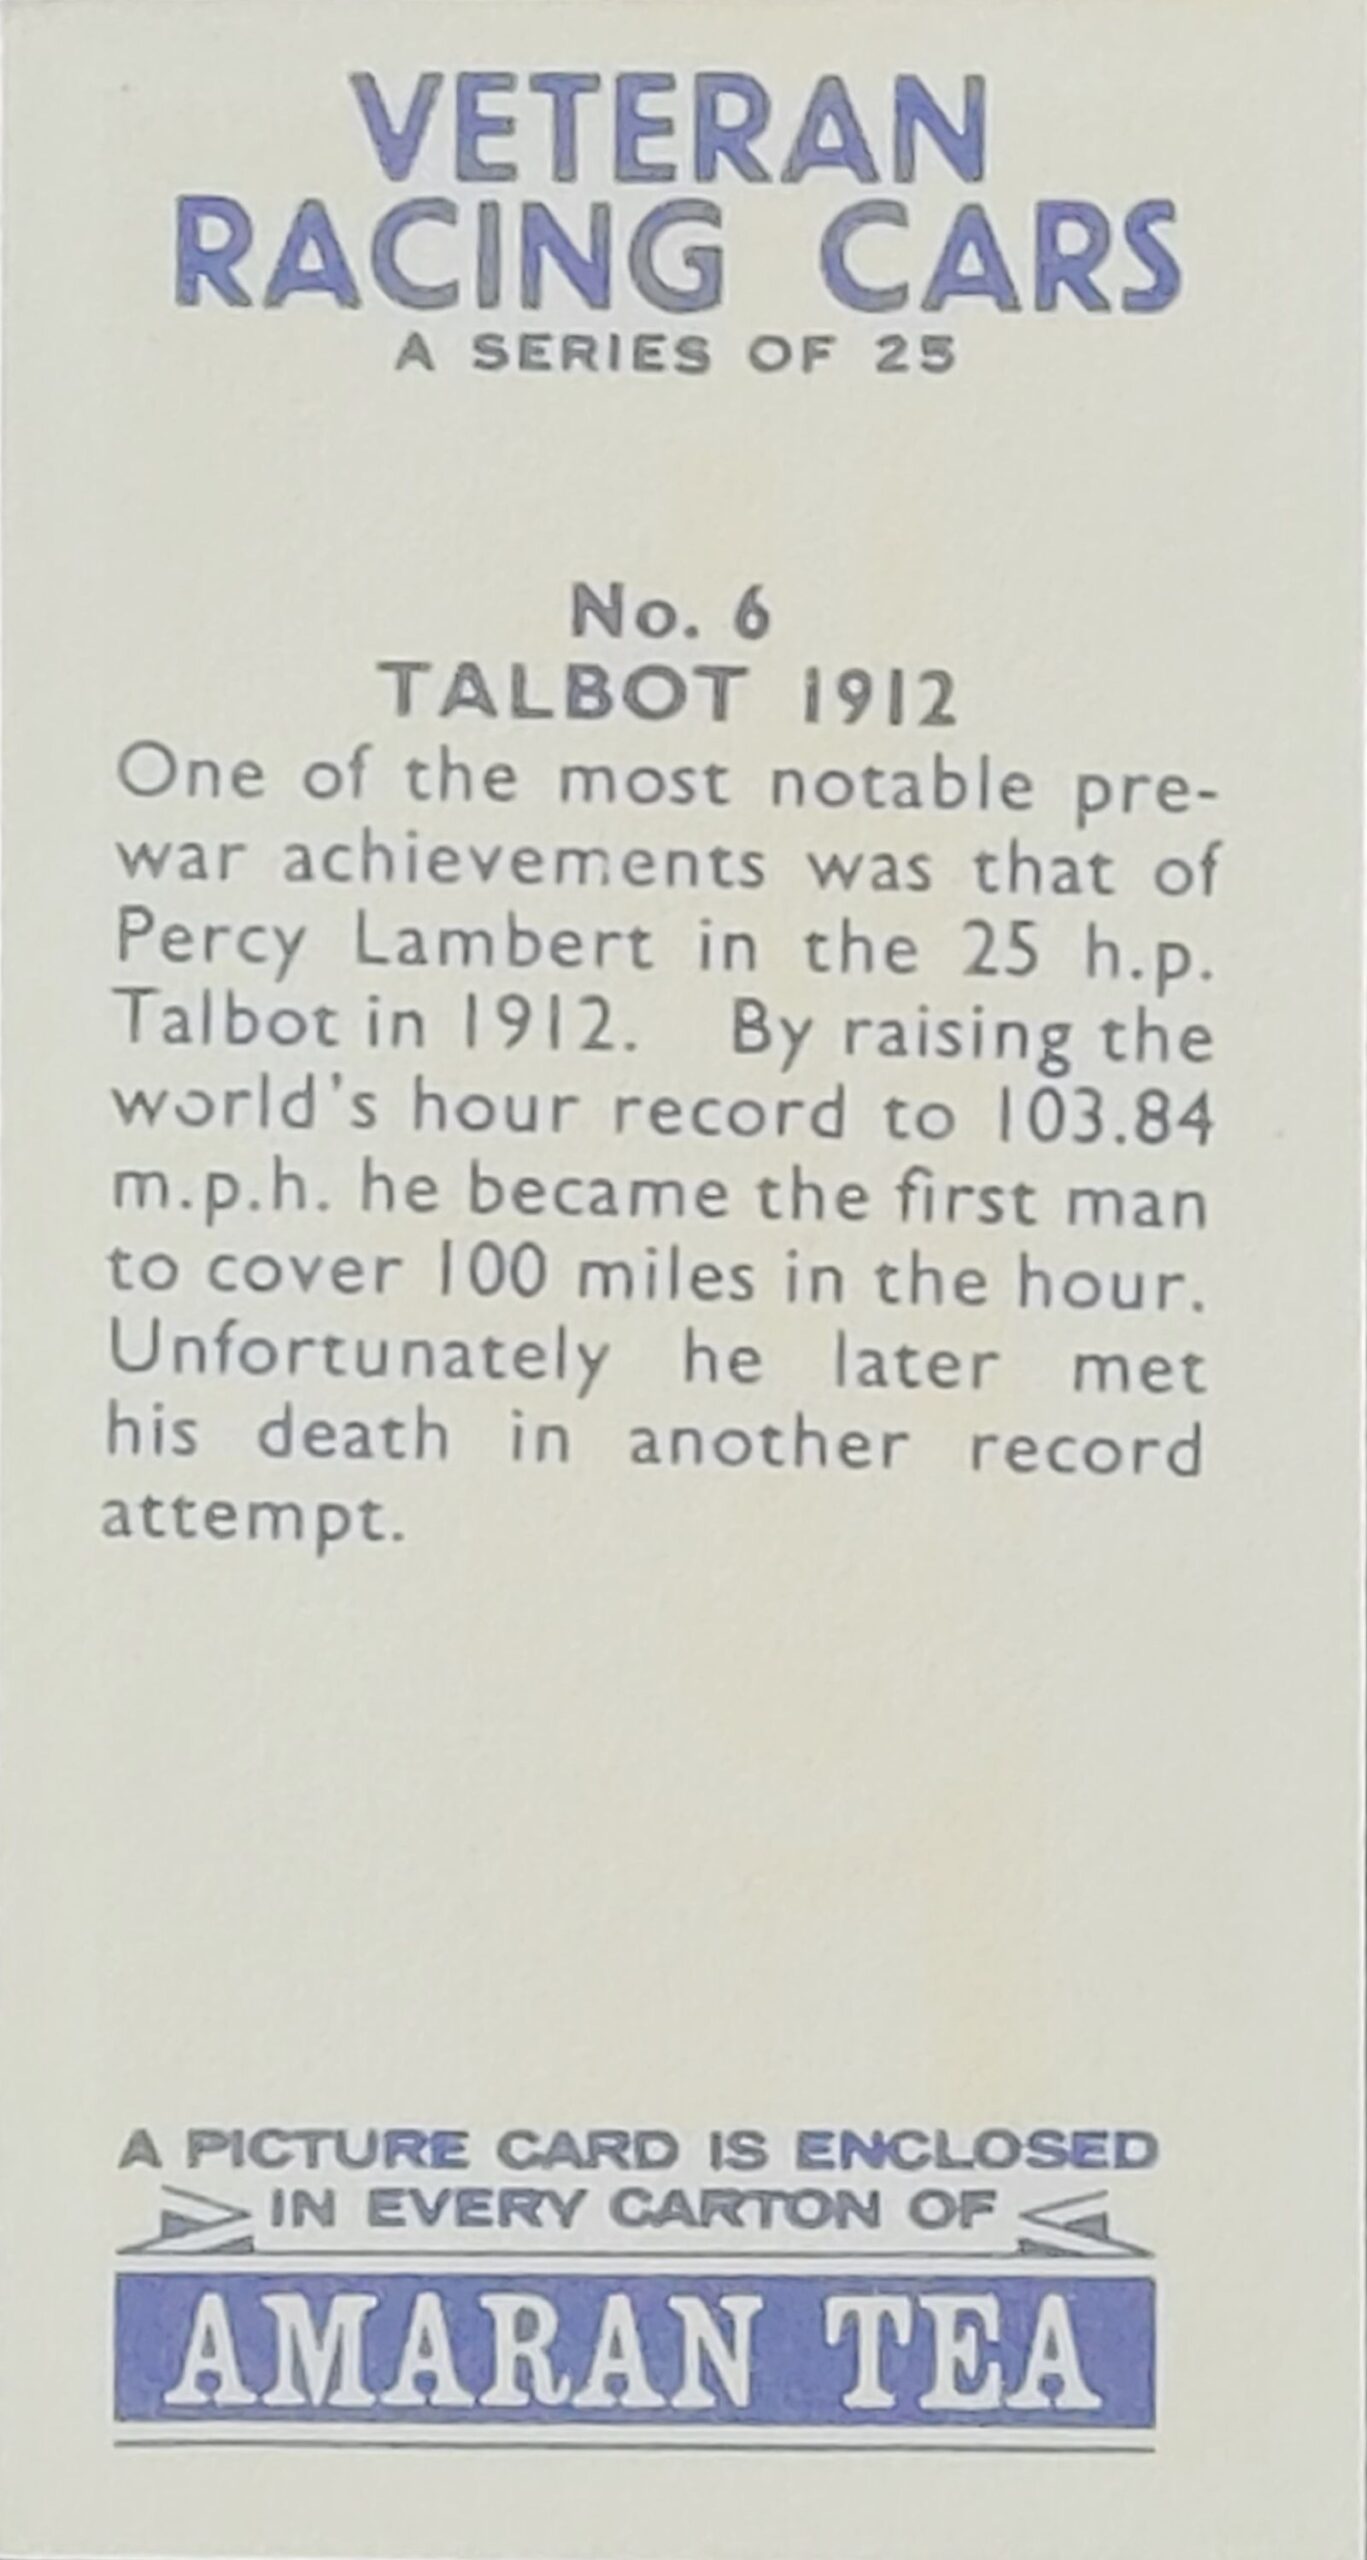 VETERAN
RACING CARS
A SERIES OF 25
No. 6
TALBOT 1912
One of the most notable pre-
war achievements was that of
Percy Lambert in the 25 h.p.
Talbot in 1912. By raising the
world's hour record to 103.84
m.p.h. he became the first man
to cover 100 miles in the hour.
Unfortunately he later met
his death in another record
attempt.
A PICTURE CARD IS ENCLOSED
IN EVERY CARTON OF
AMARAN TEA